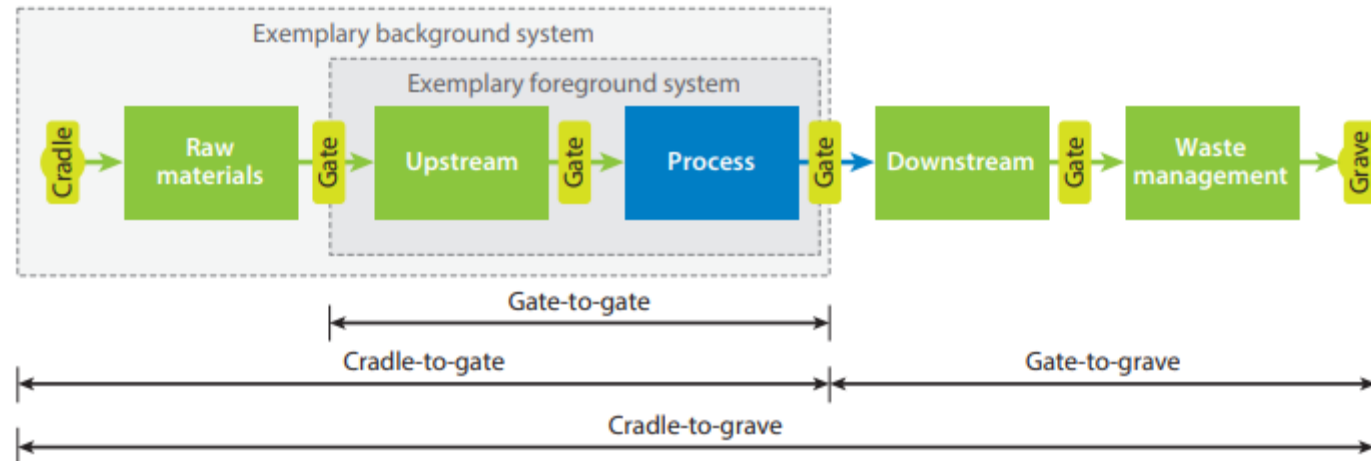 Exemplary background system
Exemplary foreground system
Cradle
Raw
materials
Gate
Upstream
Gate
Process
Gate
Downstream
Gate
Waste
management
Grave
Gate-to-gate
Cradle-to-gate
Gate-to-grave
Cradle-to-grave